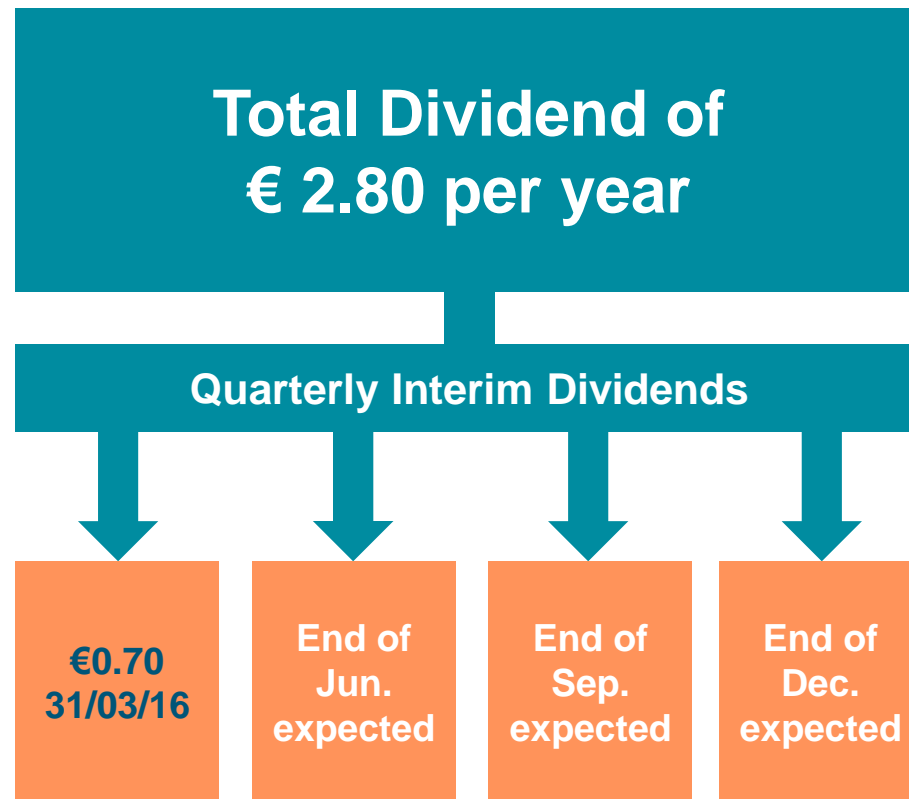 Total Dividend of
€ 2.80 per year
Quarterly Interim Dividends
€0.70
31/03/16
End of
Jun.
expected
End of
Sep.
expected
End of
Dec.
expected